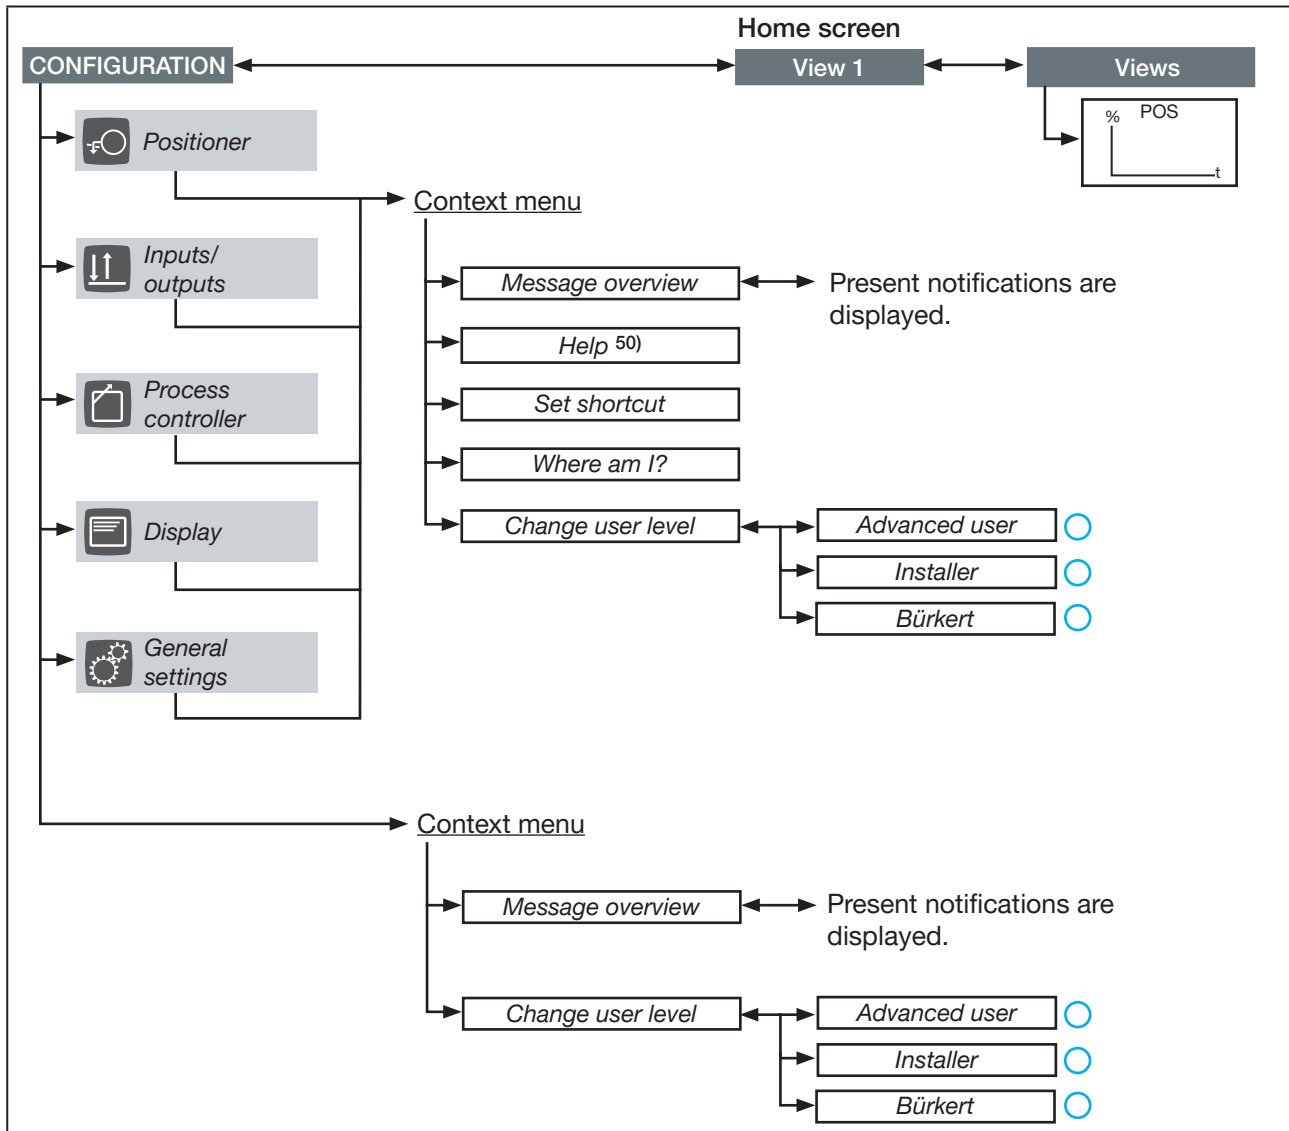 Home screen
CONFIGURATION
View 1
Views
% POS
t
Positioner
Context menu
Inputs/
outputs
Message overview
Present notifications are
displayed.
Help 50)
Process
controller
Set shortcut
Where am I?
Display
Change user level
Advanced user
Installer
Bürkert
General
settings
Context menu
Message overview
Present notifications are
displayed.
Change user level
Advanced user
Installer
Bürkert